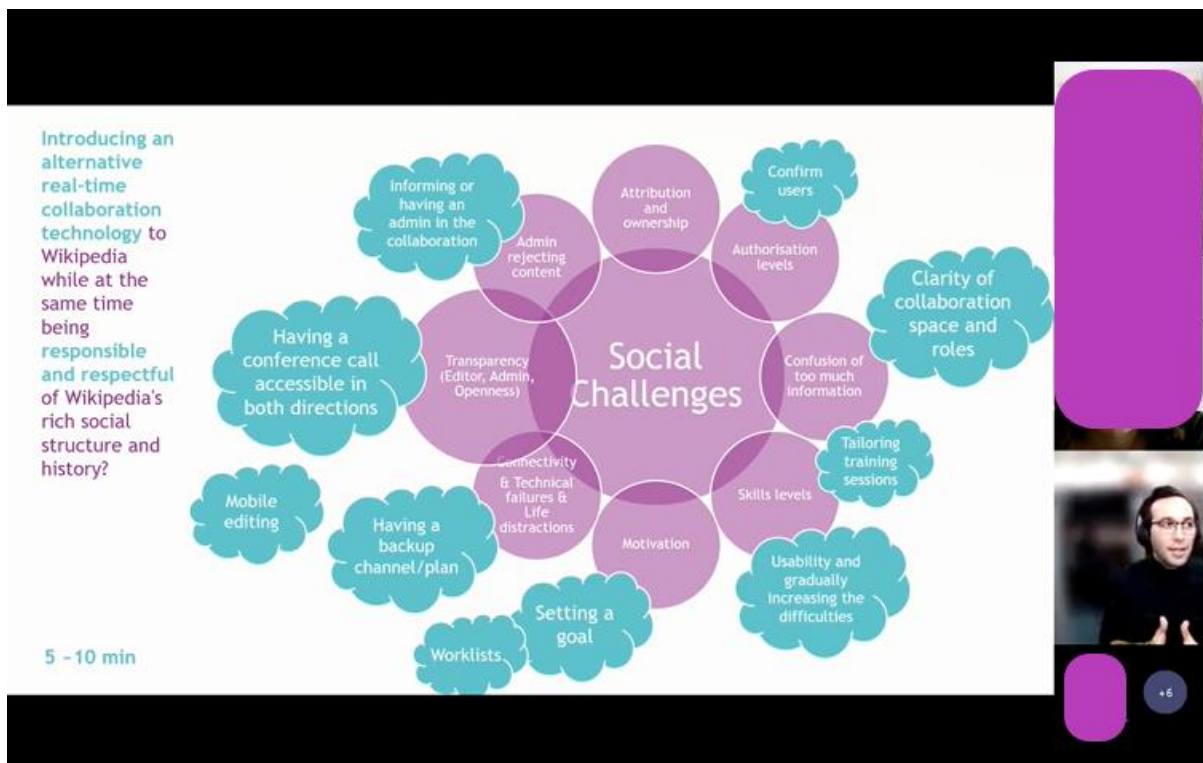 Introducing an
alternative
real-time
collaboration
technology to
Wikipedia
while at the
same time
being
responsible
and respectful
of Wikipedia's
rich social
structure and
history?
5 –10 min
Social
Challenges
Attribution
and
ownership
Confirm
users
Authorisation
levels
Clarity of
collaboration
space and
roles
Confusion of
too much
information
Tailoring
training
sessions
Skills levels
Usability and
gradually
increasing the
difficulties
Motivation
Setting a
goal
Worklists
Connectivity
& Technical
failures &
Life
distractions
Having a
backup
channel/plan
Mobile
editing
Transparency
(Editor, Admin,
Openness)
Having a
conference call
accessible in
both directions
Admin
rejecting
content
Informing or
having an
admin in the
collaboration
+6